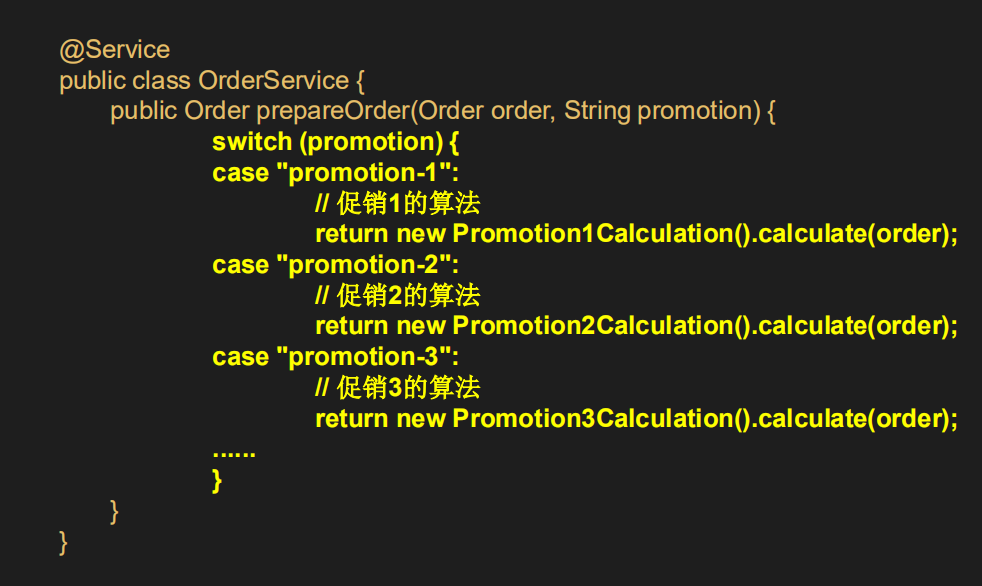 @Service
public class OrderService {
public Order prepareOrder(Order order, String promotion) {
switch (promotion) {
case "promotion-1":
// 促销1的算法
return new Promotion1Calculation().calculate(order);
case "promotion-2":
// 促销2的算法
return new Promotion2Calculation().calculate(order);
case "promotion-3":
// 促销3的算法
return new Promotion3Calculation().calculate(order);
......
}
}
}